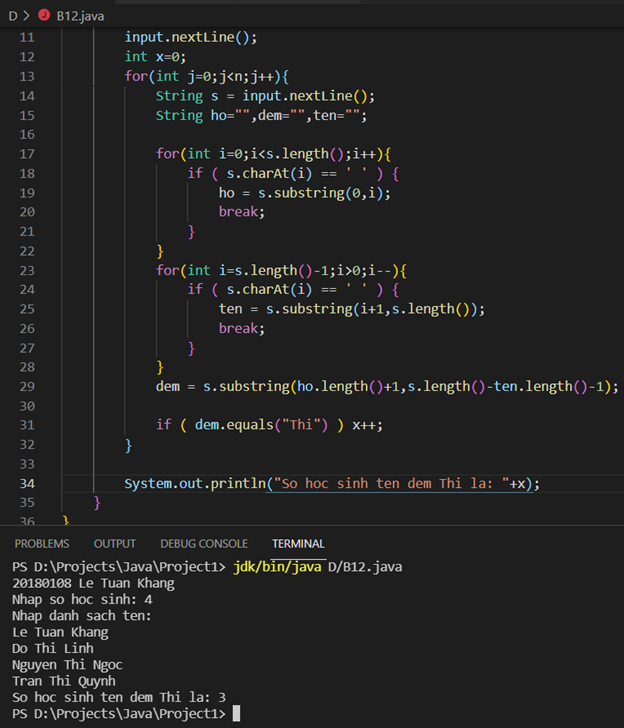 D > B12.java
11 input.nextLine();
12 int x=0;
13 for(int j=0;j<n;j++){
14 String s = input.nextLine();
15 String ho="",dem="",ten="";
16
17 for(int i=0;i<s.length();i++){
18 if ( s.charAt(i) == ' ' ) {
19 ho = s.substring(0,i);
20 break;
21 }
22 }
23 for(int i=s.length()-1;i>0;i--){
24 if ( s.charAt(i) == ' ' ) {
25 ten = s.substring(i+1,s.length());
26 break;
27 }
28 }
29 dem = s.substring(ho.length()+1,s.length()-ten.length()-1);
30
31 if ( dem.equals("Thi") ) x++;
32 }
33
34 System.out.println("So hoc sinh ten dem Thi la: "+x);
35 }
36 }
PROBLEMS OUTPUT DEBUG CONSOLE TERMINAL
PS D:\Projects\Java\Project1> jdk/bin/java D/B12.java
20180108 Le Tuan Khang
Nhap so hoc sinh: 4
Nhap danh sach ten:
Le Tuan Khang
Do Thi Linh
Nguyen Thi Ngoc
Tran Thi Quynh
So hoc sinh ten dem Thi la: 3
PS D:\Projects\Java\Project1>